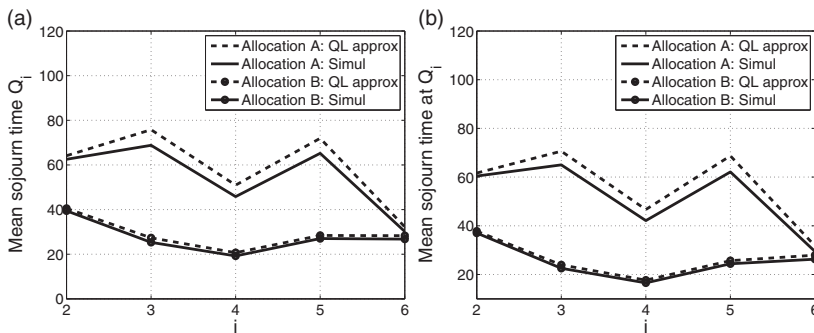 (a)
120
100
80
60
40
20
0
Mean sojourn time Qi
2 3 4 5 6
i
Allocation A: QL approx
Allocation A: Simul
Allocation B: QL approx
Allocation B: Simul
(b)
120
100
80
60
40
20
Mean sojourn time at Qi
2 3 4 5 6
i
Allocation A: QL approx
Allocation A: Simul
Allocation B: QL approx
Allocation B: Simul